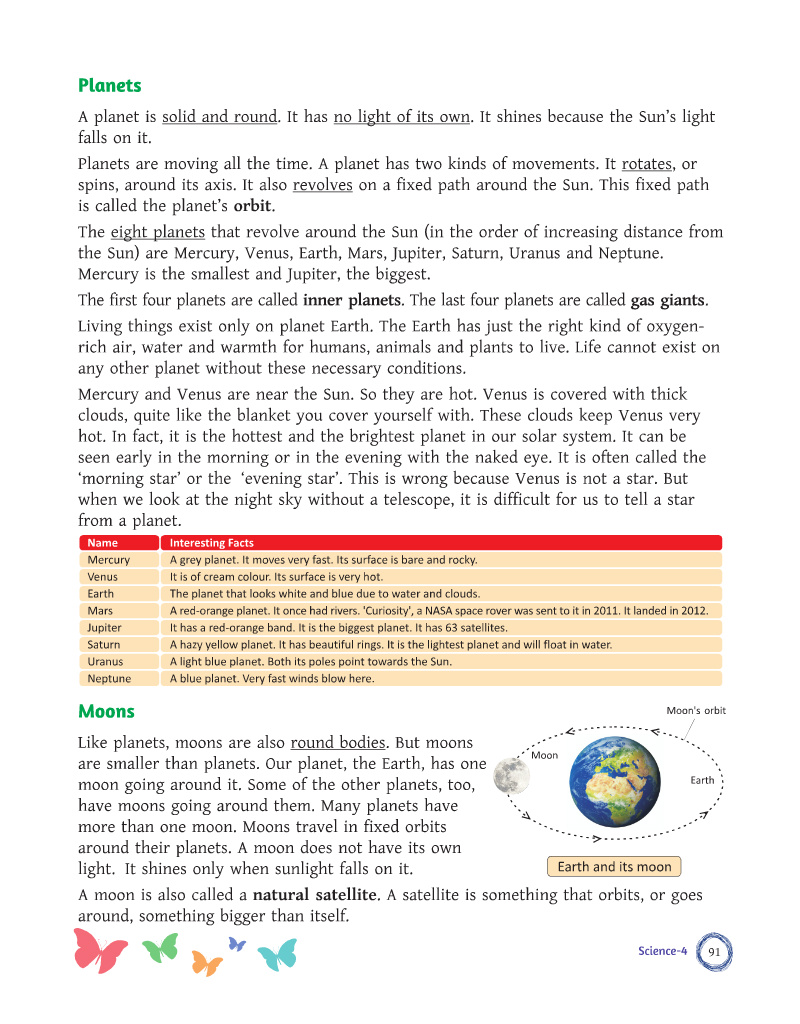 Planets
A planet is solid and round. It has no light of its own. It shines because the Sun's light
falls on it.
Planets are moving all the time. A planet has two kinds of movements. It rotates, or
spins, around its axis. It also revolves on a fixed path around the Sun. This fixed path
is called the planet's orbit.
The eight planets that revolve around the Sun (in the order of increasing distance from
the Sun) are Mercury, Venus, Earth, Mars, Jupiter, Saturn, Uranus and Neptune.
Mercury is the smallest and Jupiter, the biggest.
The first four planets are called inner planets. The last four planets are called gas giants.
Living things exist only on planet Earth. The Earth has just the right kind of oxygen-
rich air, water and warmth for humans, animals and plants to live. Life cannot exist on
any other planet without these necessary conditions.
Mercury and Venus are near the Sun. So they are hot. Venus is covered with thick
clouds, quite like the blanket you cover yourself with. These clouds keep Venus very
hot. In fact, it is the hottest and the brightest planet in our solar system. It can be
seen early in the morning or in the evening with the naked eye. It is often called the
'morning star' or the 'evening star'. This is wrong because Venus is not a star. But
when we look at the night sky without a telescope, it is difficult for us to tell a star
from a planet.
Name Interesting Facts
Mercury A grey planet. It moves very fast. Its surface is bare and rocky.
Venus It is of cream colour. Its surface is very hot.
Earth The planet that looks white and blue due to water and clouds.
Mars A red-orange planet. It once had rivers. 'Curiosity', a NASA space rover was sent to it in 2011. It landed in 2012.
Jupiter It has a red-orange band. It is the biggest planet. It has 63 satellites.
Saturn A hazy yellow planet. It has beautiful rings. It is the lightest planet and will float in water.
Uranus A light blue planet. Both its poles point towards the Sun.
Neptune A blue planet. Very fast winds blow here.
Moons
Like planets, moons are also round bodies. But moons
are smaller than planets. Our planet, the Earth, has one
moon going around it. Some of the other planets, too,
have moons going around them. Many planets have
more than one moon. Moons travel in fixed orbits
around their planets. A moon does not have its own
light. It shines only when sunlight falls on it.
Moon's orbit
Moon
Earth
Earth and its moon
A moon is also called a natural satellite. A satellite is something that orbits, or goes
around, something bigger than itself.
Science-4 91